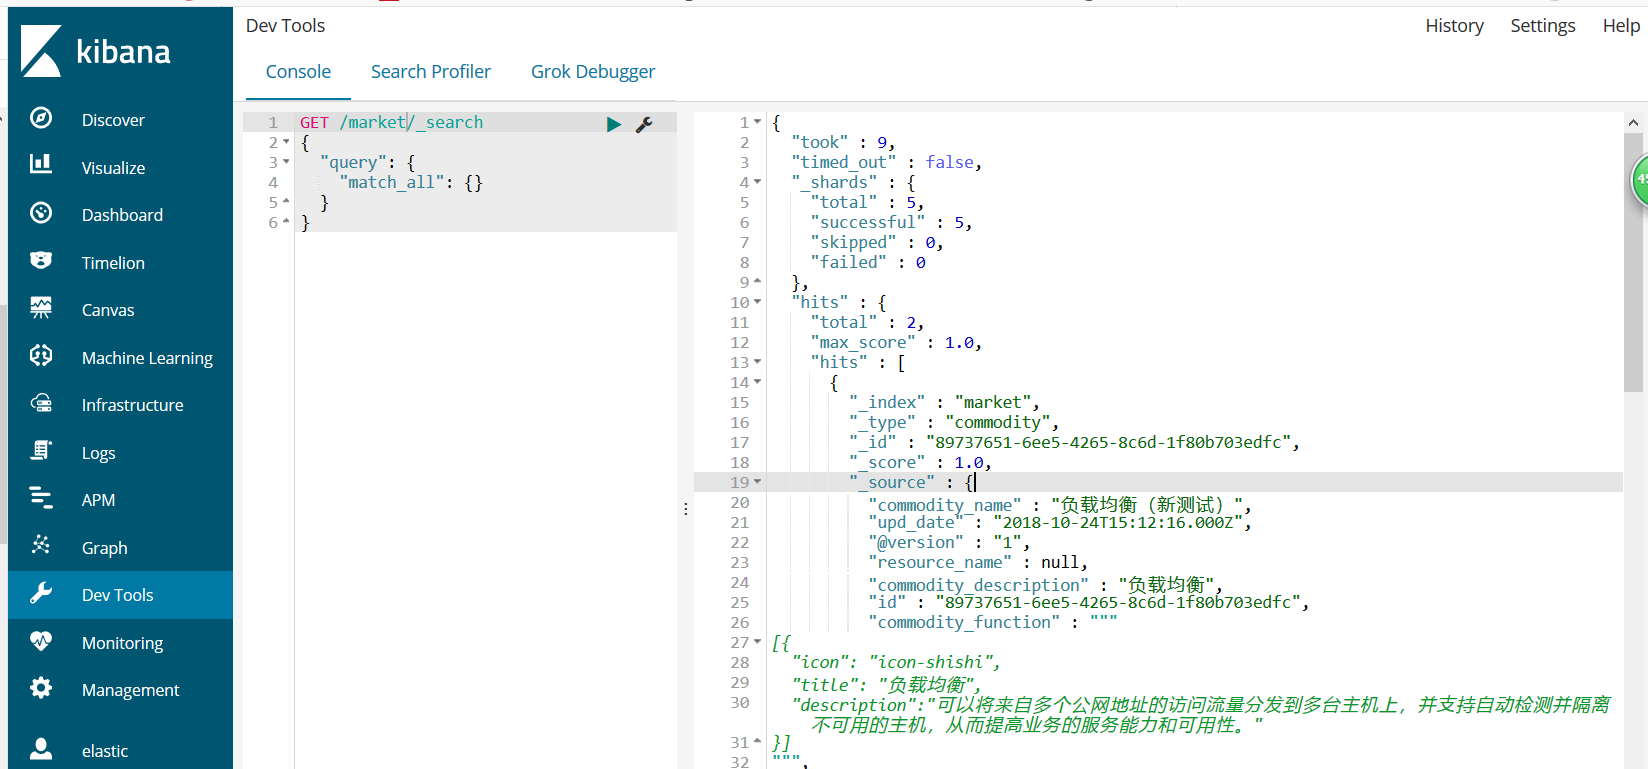 kibana
Discover
Visualize
Dashboard
Timelion
Canvas
Machine Learning
Infrastructure
Logs
APM
Graph
Dev Tools
Monitoring
Management
elastic
Dev Tools
History Settings Help
Console Search Profiler Grok Debugger
1 GET /market/_search
2 {
3 "query": {
4 "match_all": {}
5 }
6 }
1 {
2 "took" : 9,
3 "timed_out" : false,
4 "_shards" : {
5 "total" : 5,
6 "successful" : 5,
7 "skipped" : 0,
8 "failed" : 0
9 },
10 "hits" : {
11 "total" : 2,
12 "max_score" : 1.0,
13 "hits" : [
14 {
15 "_index" : "market",
16 "_type" : "commodity",
17 "_id" : "89737651-6ee5-4265-8c6d-1f80b703edfc",
18 "_score" : 1.0,
19 "_source" : {
20 "commodity_name" : "负载均衡（新测试）",
21 "upd_date" : "2018-10-24T15:12:16.000Z",
22 "@version" : "1",
23 "resource_name" : null,
24 "commodity_description" : "负载均衡",
25 "id" : "89737651-6ee5-4265-8c6d-1f80b703edfc",
26 "commodity_function" : """
27 [{
28 "icon": "icon-shishi",
29 "title": "负载均衡",
30 "description":"可以将来自多个公网地址的访问流量分发到多台主机上，并支持自动检测并隔离
不可用的主机，从而提高业务的服务能力和可用性。"
31 }]
32 """,